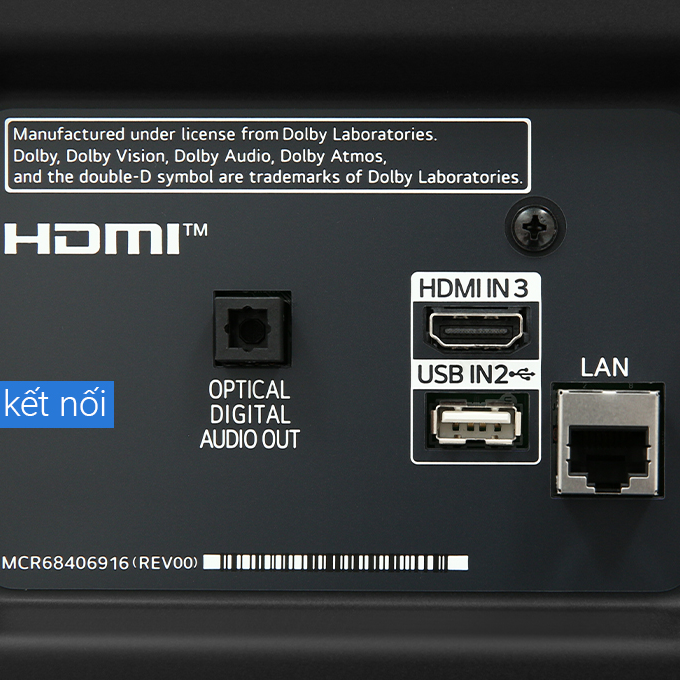 Manufactured under license from Dolby Laboratories.
Dolby, Dolby Vision, Dolby Audio, Dolby Atmos,
and the double-D symbol are trademarks of Dolby Laboratories.
HDMI™
HDMI IN 3
USB IN2
LAN
kết nối
OPTICAL
DIGITAL
AUDIO OUT
MCR68406916 (REV00)